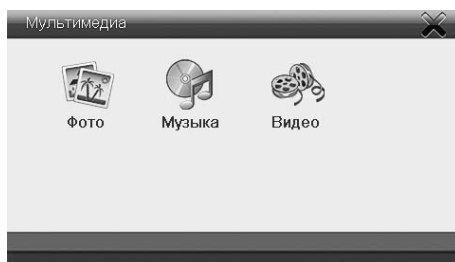 Мультимедиа
Фото Музыка Видео